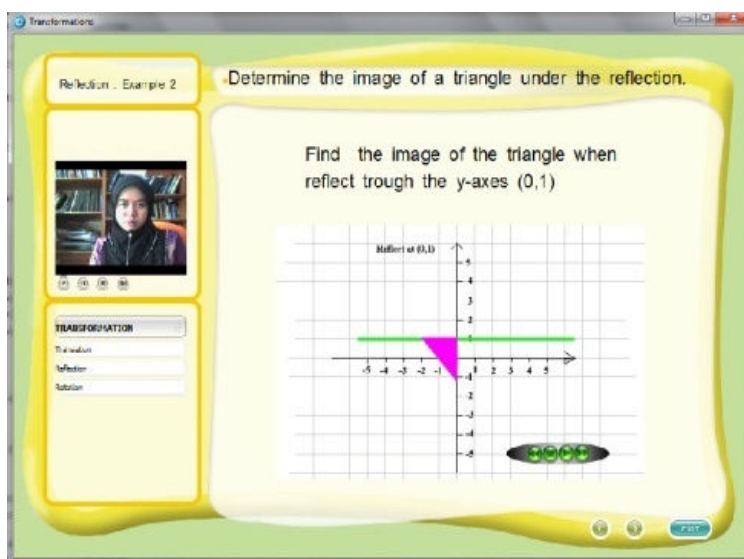 Transformations
Reflection : Example 2
Determine the image of a triangle under the reflection.
Find the image of the triangle when
reflect trough the y-axes (0,1)
Reflect at (0,1)
5
4
3
2
1
-5 -4 -3 -2 -1 1 2 3 4 5
-1
-2
-3
-4
-5
TRANSFORMATION
Translation
Reflection
Rotation
EXIT